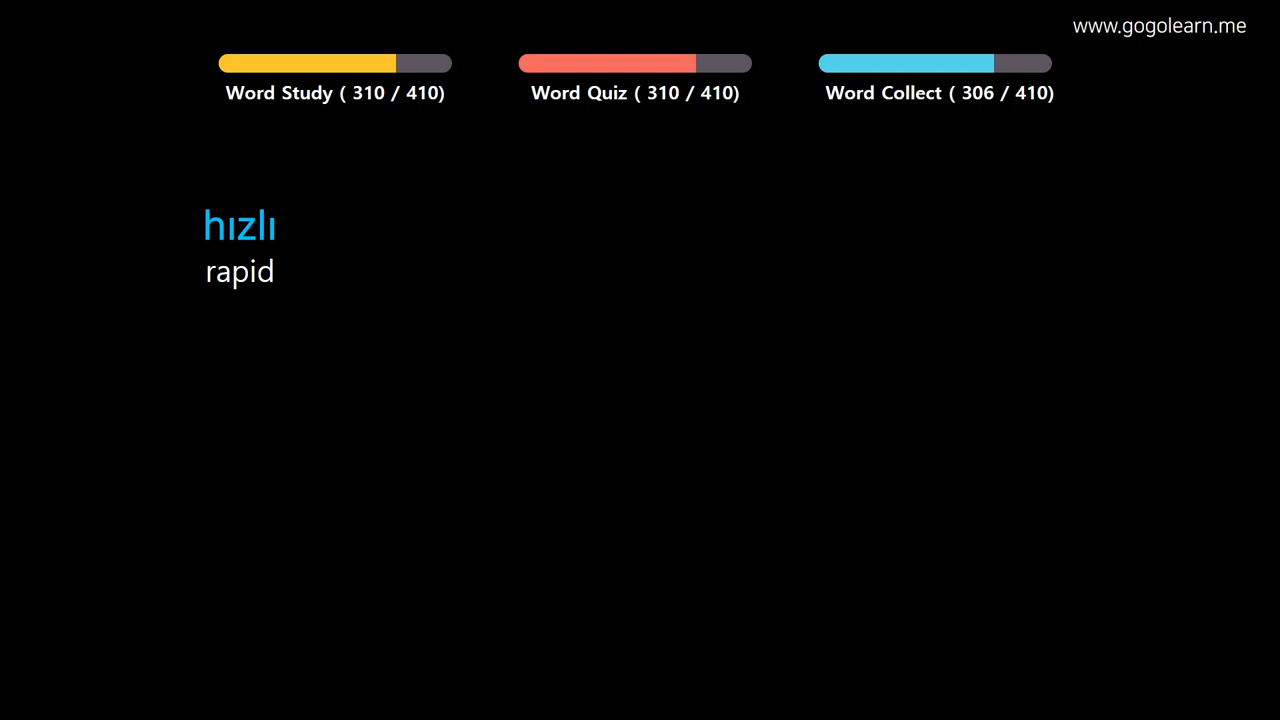 www.gogolearn.me
Word Study ( 310 / 410)
Word Quiz ( 310 / 410)
Word Collect ( 306 / 410)
hızlı
rapid